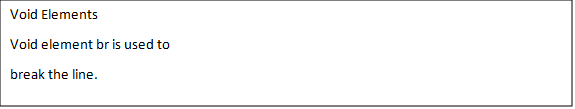 Void Elements
Void element br is used to
break the line.